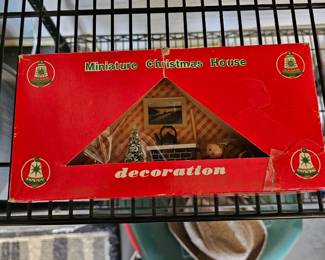 Miniature Christmas House
decoration